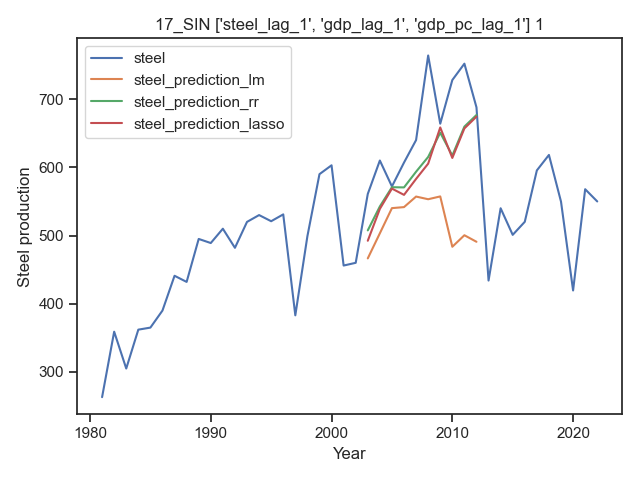 17_SIN ['steel_lag_1', 'gdp_lag_1', 'gdp_pc_lag_1'] 1
steel
steel_prediction_lm
steel_prediction_rr
steel_prediction_lasso
Steel production
700
600
500
400
300
1980
1990
2000
2010
2020
Year